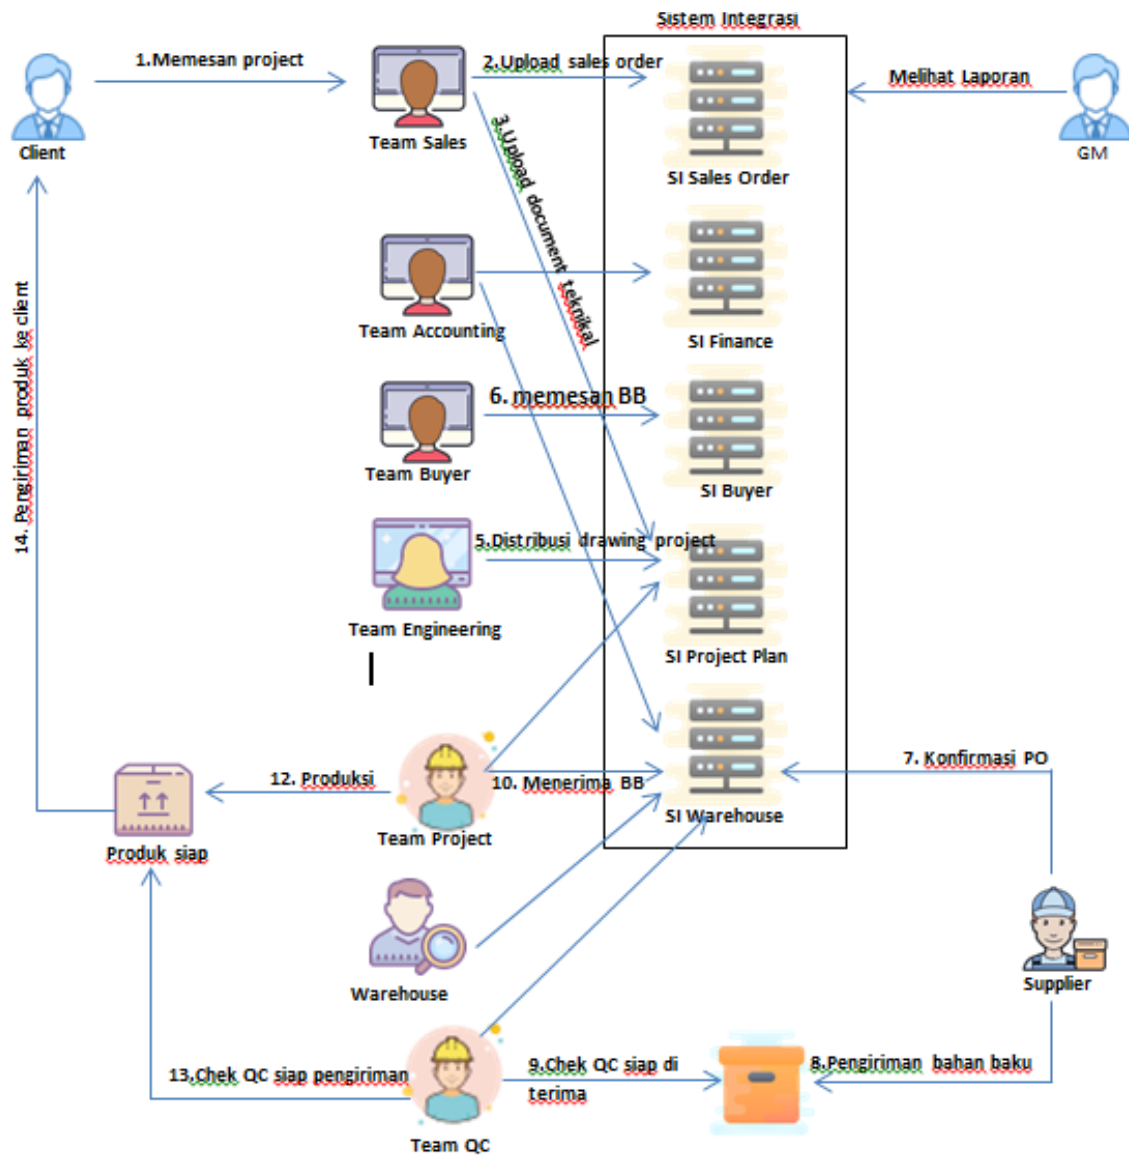 Sistem Integrasi
1.Memesan project
2.Upload sales order
Melihat Laporan
Client
Team Sales
GM
SI Sales Order
3.Upload document teknikal
Team Accounting
SI Finance
6. memesan BB
Team Buyer
SI Buyer
14. Pengiriman produk ke client
5.Distribusi drawing project
Team Engineering
SI Project Plan
12. Produksi
10. Menerima BB
7. Konfirmasi PO
Team Project
SI Warehouse
Produk siap
Warehouse
Supplier
13.Chek QC siap pengiriman
9.Chek QC siap di
terima
8.Pengiriman bahan baku
Team QC